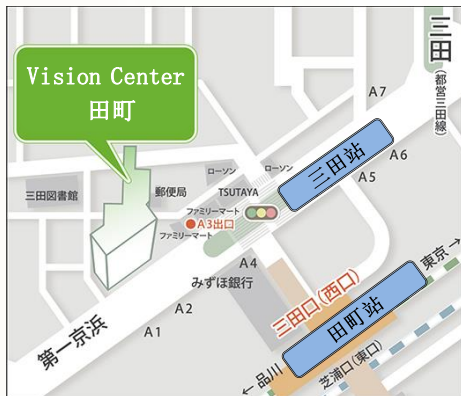 三田
(都営三田線)
Vision Center
田町
A7
ローソン
ローソン
A6
三田站
A5
三田図書館
郵便局
TSUTAYA
ファミリーマート
A3出口
ファミリーマート
A4
みずほ銀行
東京→
三田口(西口)
A2
A1
第一京浜
田町站
芝浦口(東口)
←品川